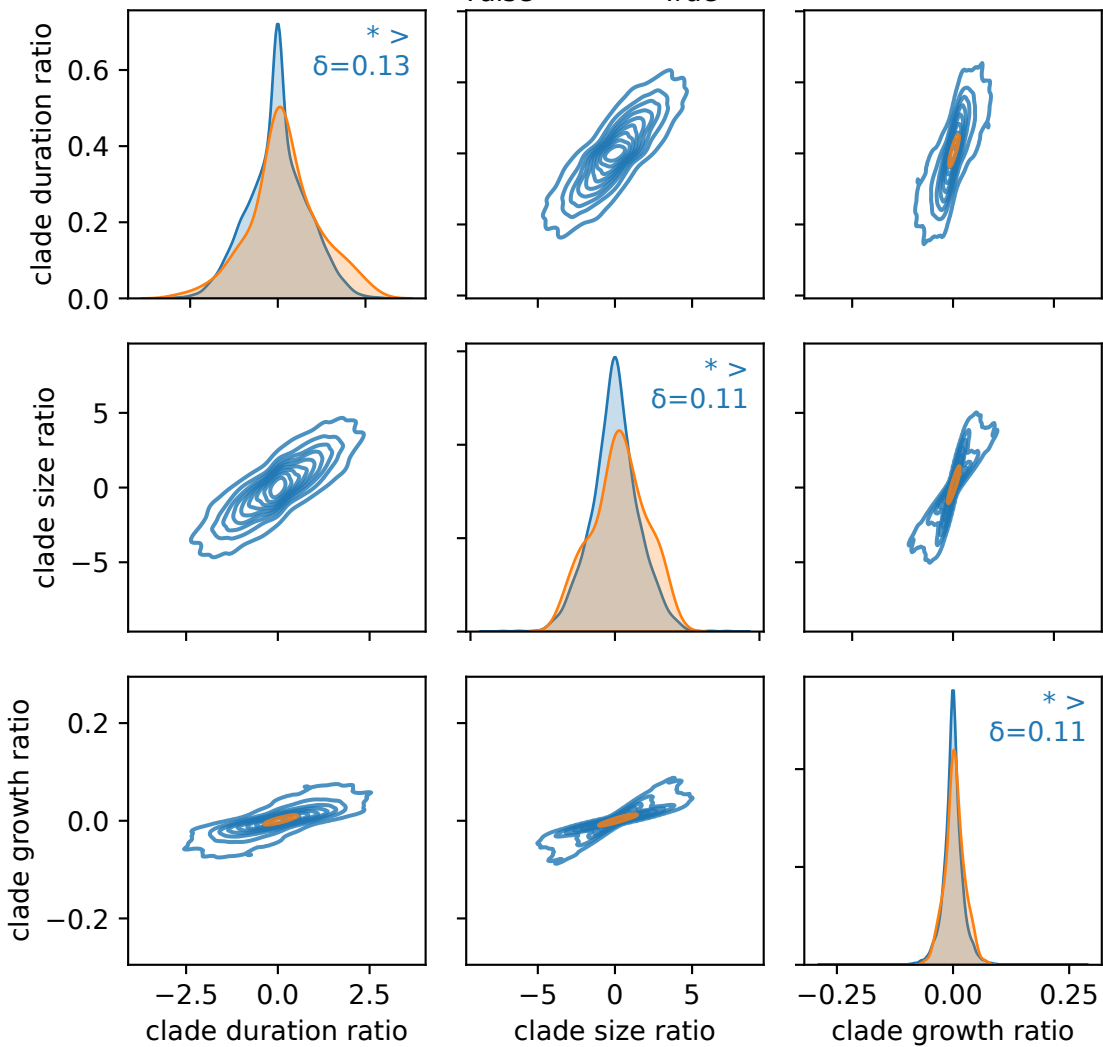 clade duration ratio
0.6
0.4
0.2
0.0
* >
δ=0.13
clade size ratio
5
0
−5
* >
δ=0.11
clade growth ratio
0.2
0.0
−0.2
* >
δ=0.11
−2.5 0.0 2.5
−5 0 5
−0.25 0.00 0.25
clade duration ratio
clade size ratio
clade growth ratio